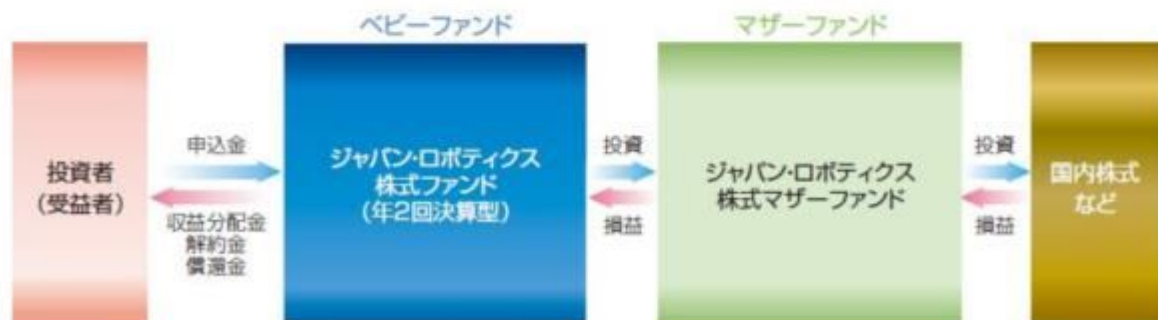 ベビーファンド
マザーファンド
投資者
(受益者)
申込金
収益分配金
解約金
償還金
ジャパン・ロボティクス
株式ファンド
(年2回決算型)
投資
損益
ジャパン・ロボティクス
株式マザーファンド
投資
損益
国内株式
など